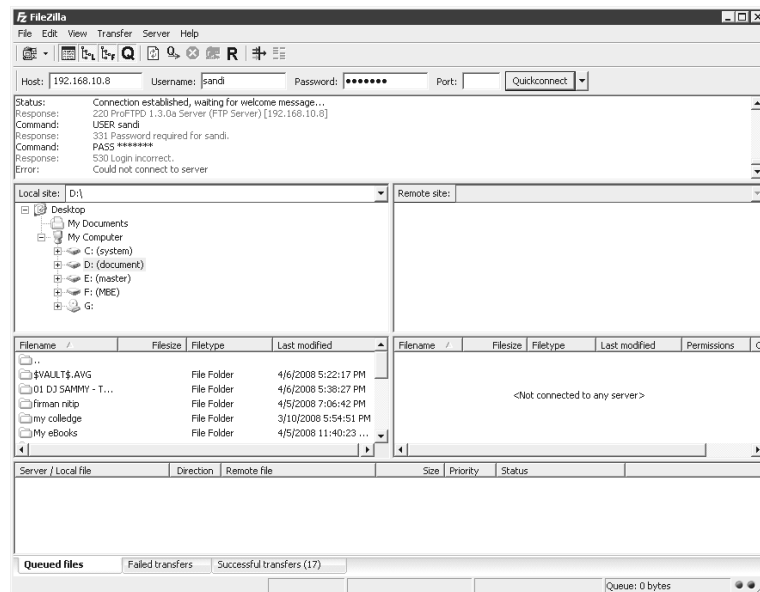 FileZilla
File Edit View Transfer Server Help
Host: 192.168.10.8 Username: sandi Password: ●●●●●●● Port: Quickconnect
Status: Connection established, waiting for welcome message...
Response: 220 ProFTPD 1.3.0a Server (FTP Server) [192.168.10.8]
Command: USER sandi
Response: 331 Password required for sandi.
Command: PASS *******
Response: 530 Login incorrect.
Error: Could not connect to server
Local site: D:\
Desktop
My Documents
My Computer
C: (system)
D: (document)
E: (master)
F: (MBE)
G:
Remote site:
Filename Filesize Filetype Last modified
..
$VAULT$.AVG File Folder 4/6/2008 5:22:17 PM
01 DJ SAMMY - T... File Folder 4/6/2008 5:38:27 PM
firman nitip File Folder 4/5/2008 7:06:42 PM
my colledge File Folder 3/10/2008 5:54:51 PM
My eBooks File Folder 4/5/2008 11:40:23 ...
Filename Filesize Filetype Last modified Permissions
<Not connected to any server>
Server / Local file Direction Remote file Size Priority Status
Queued files Failed transfers Successful transfers (17)
Queue: 0 bytes